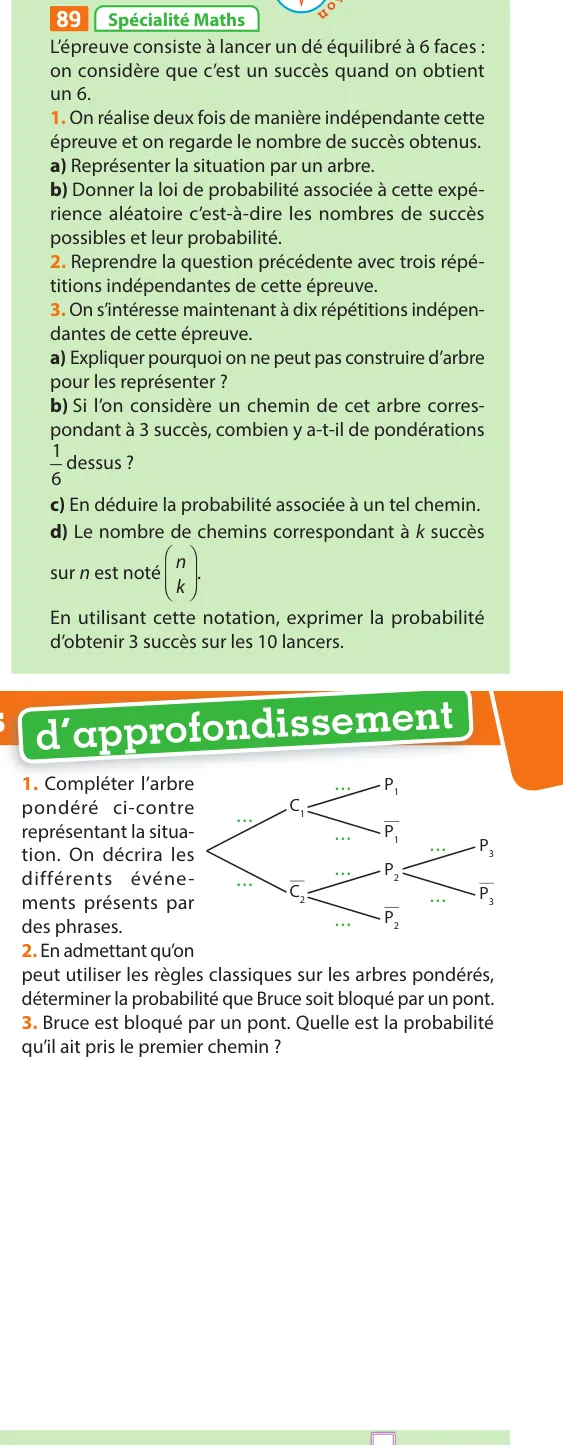 89 Spécialité Maths
L’épreuve consiste à lancer un dé équilibré à 6 faces :
on considère que c’est un succès quand on obtient
un 6.
1. On réalise deux fois de manière indépendante cette
épreuve et on regarde le nombre de succès obtenus.
a) Représenter la situation par un arbre.
b) Donner la loi de probabilité associée à cette expé-
rience aléatoire c’est-à-dire les nombres de succès
possibles et leur probabilité.
2. Reprendre la question précédente avec trois répé-
titions indépendantes de cette épreuve.
3. On s’intéresse maintenant à dix répétitions indépen-
dantes de cette épreuve.
a) Expliquer pourquoi on ne peut pas construire d’arbre
pour les représenter ?
b) Si l’on considère un chemin de cet arbre corres-
pondant à 3 succès, combien y a-t-il de pondérations
1/6 dessus ?
c) En déduire la probabilité associée à un tel chemin.
d) Le nombre de chemins correspondant à k succès
sur n est noté (n k).
En utilisant cette notation, exprimer la probabilité
d’obtenir 3 succès sur les 10 lancers.
d’approfondissement
1. Compléter l’arbre
pondéré ci-contre
représentant la situa-
tion. On décrira les
différents événe-
ments présents par
des phrases.
... C₁ ... P₁
... P̅₁
... C̅₂ ... P₂ ... P₃
... P̅₃
... P̅₂
2. En admettant qu’on
peut utiliser les règles classiques sur les arbres pondérés,
déterminer la probabilité que Bruce soit bloqué par un pont.
3. Bruce est bloqué par un pont. Quelle est la probabilité
qu’il ait pris le premier chemin ?